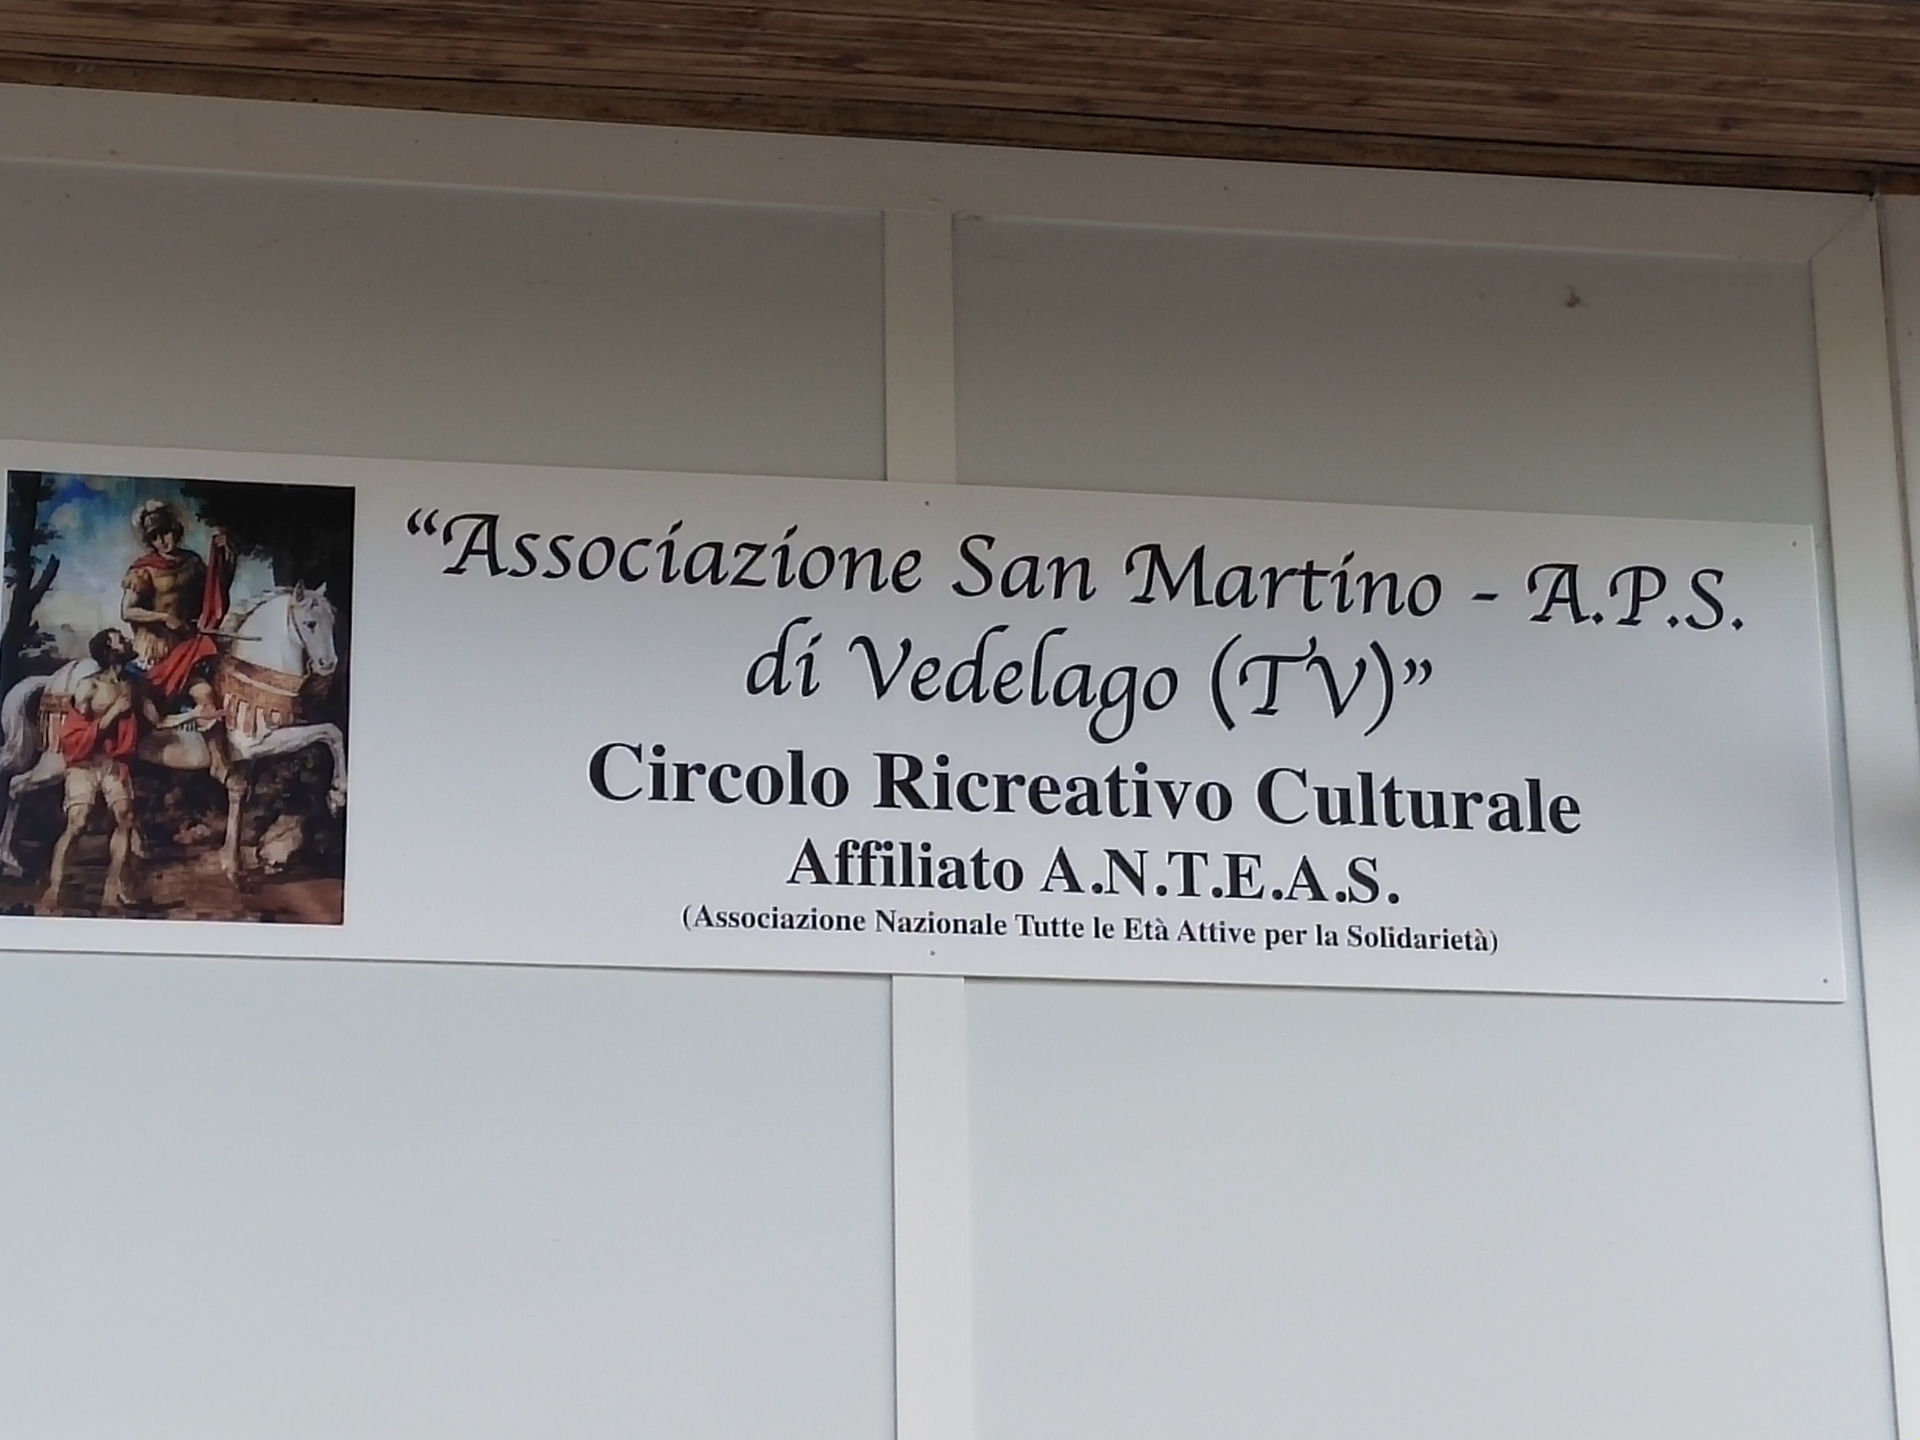 “Associazione San Martino - A.P.S.
di Vedelago (TV)”
Circolo Ricreativo Culturale
Affiliato A.N.T.E.A.S.
(Associazione Nazionale Tutte le Età Attive per la Solidarietà)